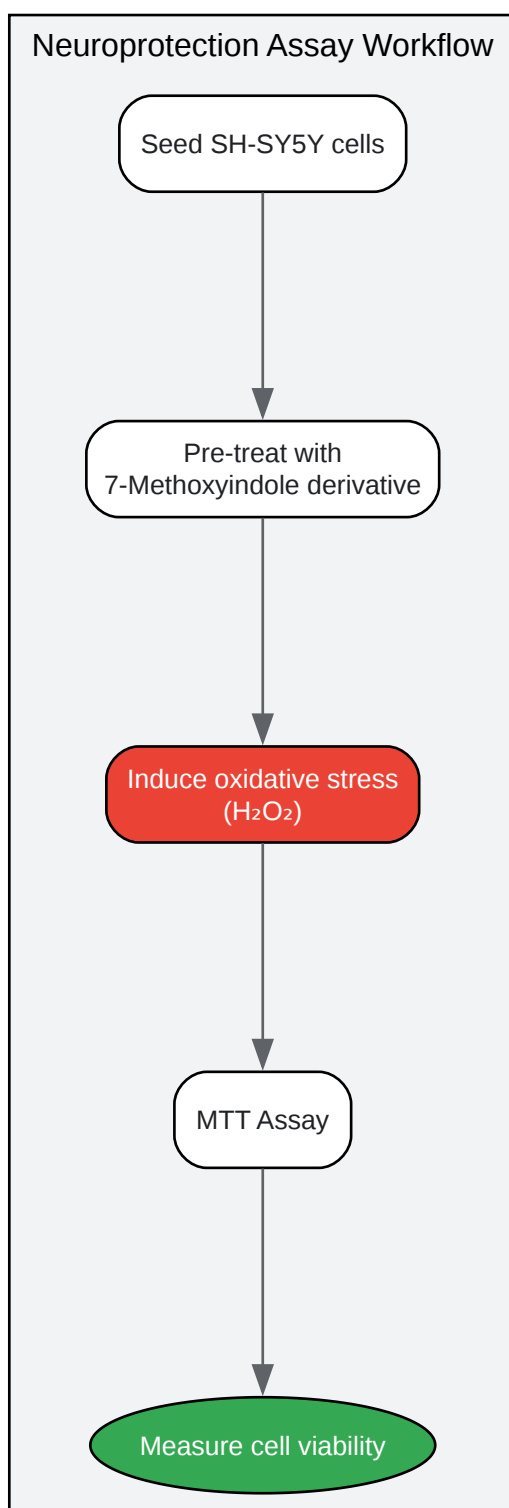 Neuroprotection Assay Workflow
Seed SH-SY5Y cells
Pre-treat with
7-Methoxyindole derivative
Induce oxidative stress
(H₂O₂)
MTT Assay
Measure cell viability